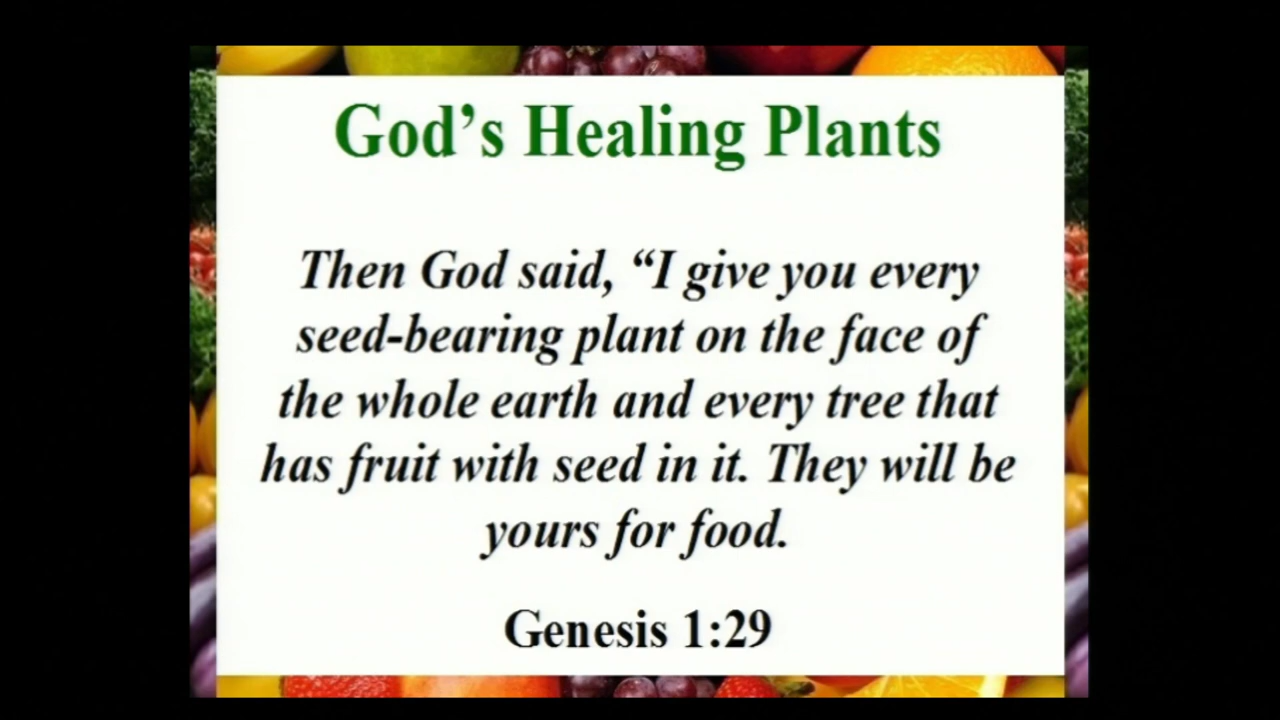 God’s Healing Plants
Then God said, “I give you every
seed-bearing plant on the face of
the whole earth and every tree that
has fruit with seed in it. They will be
yours for food.
Genesis 1:29